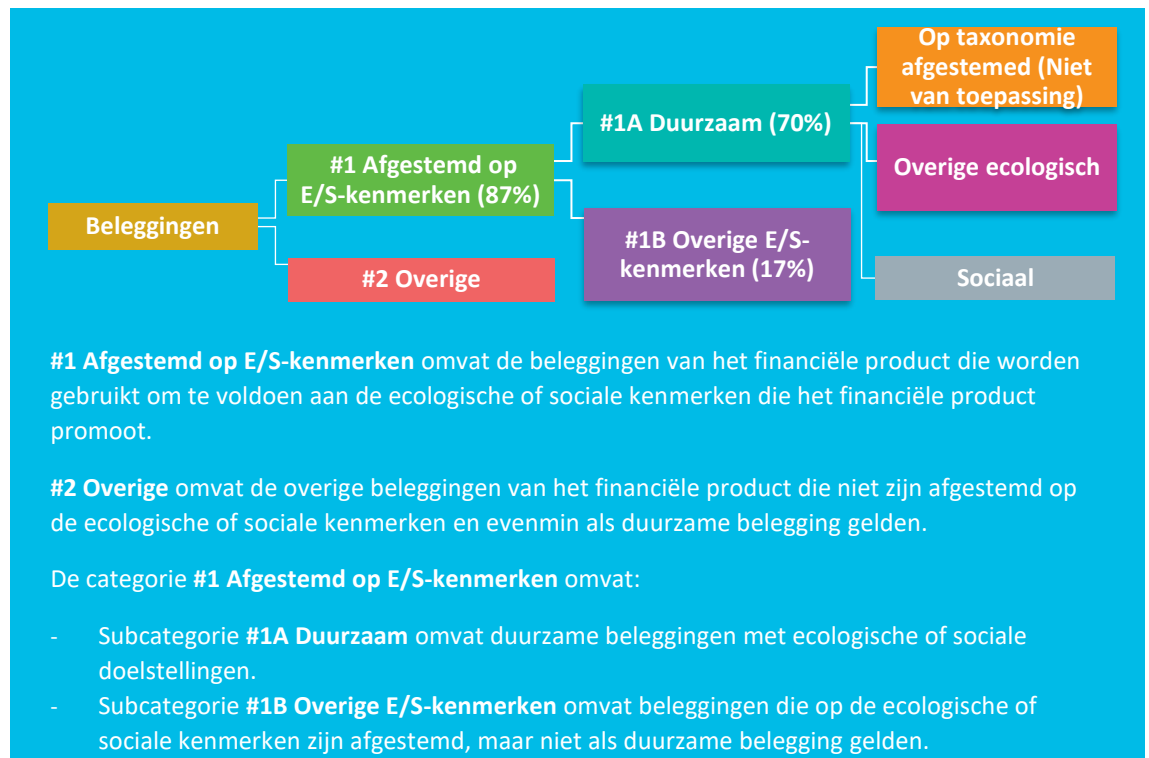 Op taxonomie
afgestemed (Niet
van toepassing)
#1A Duurzaam (70%)
#1 Afgestemd op
E/S-kenmerken (87%)
Overige ecologisch
Beleggingen
#1B Overige E/S-
kenmerken (17%)
#2 Overige
Sociaal
#1 Afgestemd op E/S-kenmerken omvat de beleggingen van het financiële product die worden
gebruikt om te voldoen aan de ecologische of sociale kenmerken die het financiële product
promoot.
#2 Overige omvat de overige beleggingen van het financiële product die niet zijn afgestemd op
de ecologische of sociale kenmerken en evenmin als duurzame belegging gelden.
De categorie #1 Afgestemd op E/S-kenmerken omvat:
- Subcategorie #1A Duurzaam omvat duurzame beleggingen met ecologische of sociale
doelstellingen.
- Subcategorie #1B Overige E/S-kenmerken omvat beleggingen die op de ecologische of
sociale kenmerken zijn afgestemd, maar niet als duurzame belegging gelden.